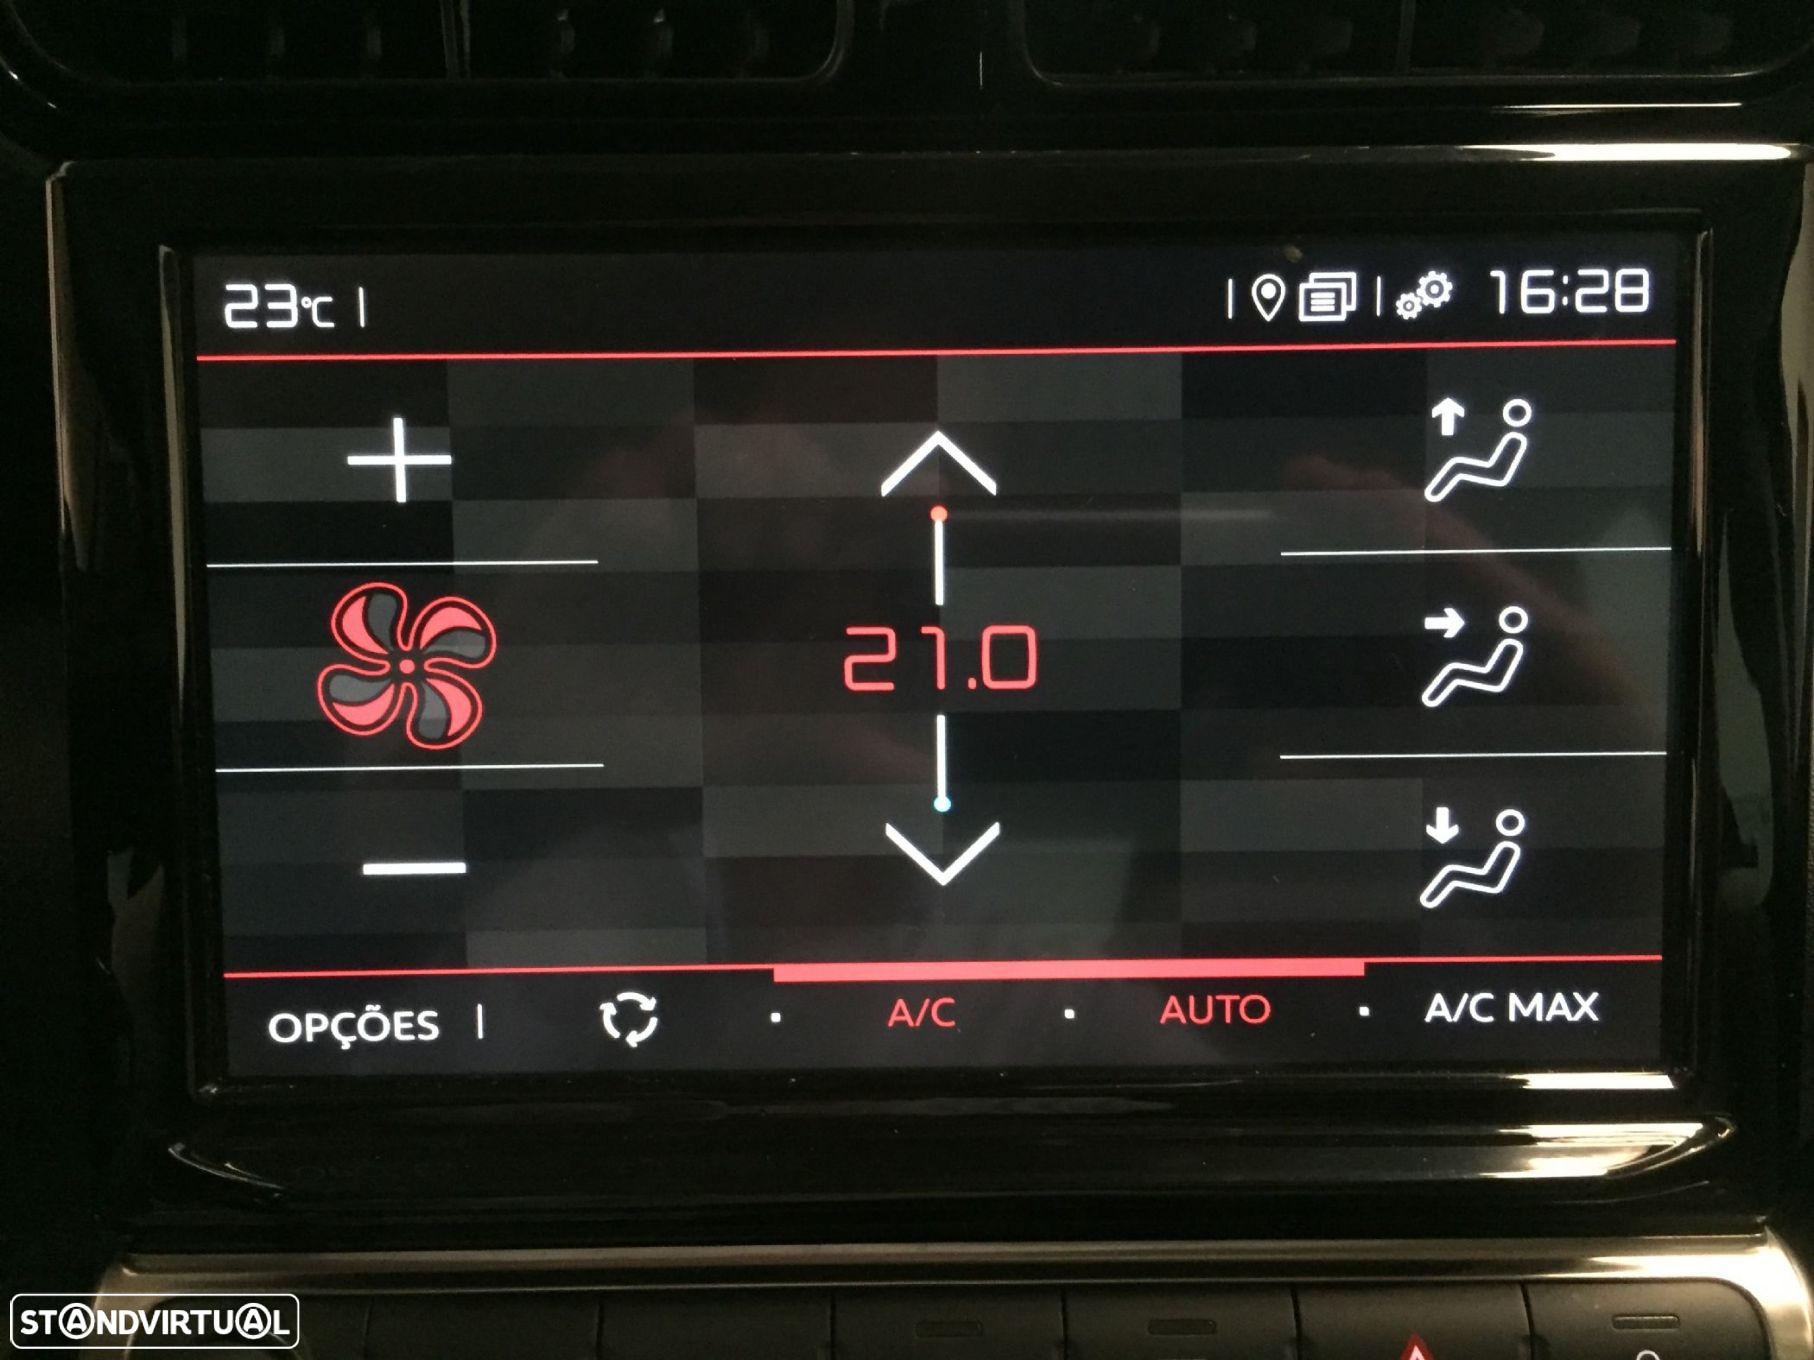 23°C
16:28
21.0
OPÇÕES
A/C
AUTO
A/C MAX
STANDVIRTUAL